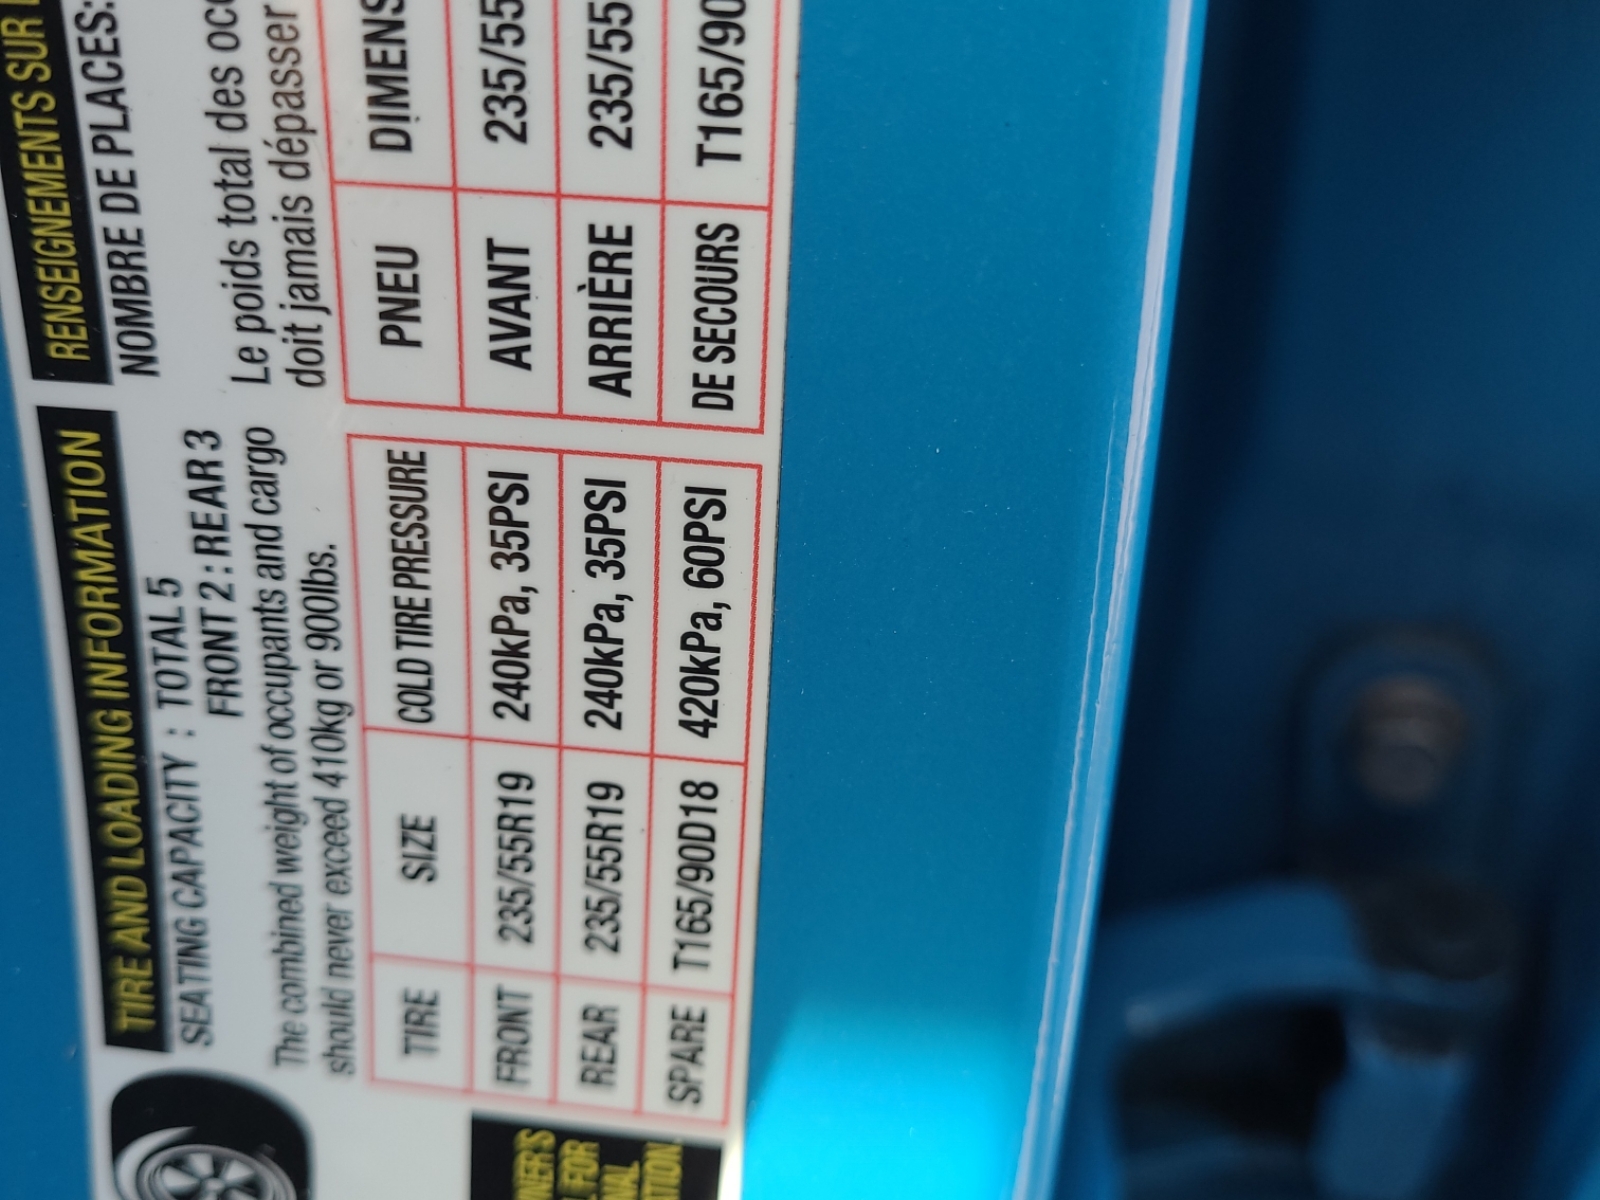 TIRE AND LOADING INFORMATION
SEATING CAPACITY : TOTAL 5
FRONT 2 : REAR 3
The combined weight of occupants and cargo
should never exceed 410kg or 900lbs.
TIRE SIZE COLD TIRE PRESSURE
FRONT 235/55R19 240kPa, 35PSI
REAR 235/55R19 240kPa, 35PSI
SPARE T165/90D18 420kPa, 60PSI
RENSEIGNEMENTS SUR
NOMBRE DE PLACES:
Le poids total des occ
doit jamais dépasser
PNEU DIMENS
AVANT 235/55
ARRIÈRE 235/55
DE SECOURS T165/90
FOR